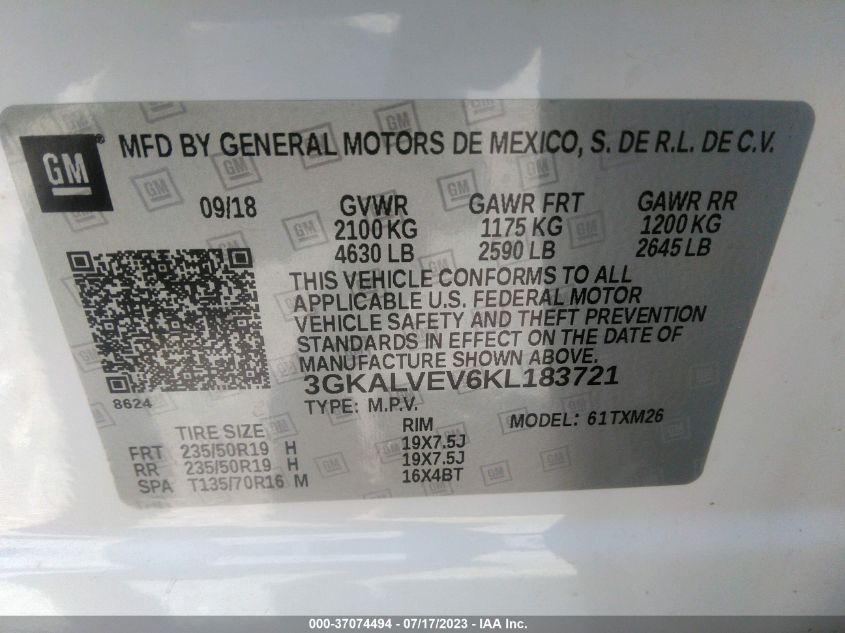 GM
®
MFD BY GENERAL MOTORS DE MEXICO, S. DE R.L. DE C.V.
09/18 GVWR GAWR FRT GAWR RR
2100 KG 1175 KG 1200 KG
4630 LB 2590 LB 2645 LB
THIS VEHICLE CONFORMS TO ALL
APPLICABLE U.S. FEDERAL MOTOR
VEHICLE SAFETY AND THEFT PREVENTION
STANDARDS IN EFFECT ON THE DATE OF
MANUFACTURE SHOWN ABOVE.
3GKALVEV6KL183721
8624
TYPE: M.P.V. MODEL: 61TXM26
TIRE SIZE RIM
FRT 235/50R19 H 19X7.5J
RR 235/50R19 H 19X7.5J
SPA T135/70R16 M 16X4BT
000-37074494 - 07/17/2023 - IAA Inc.